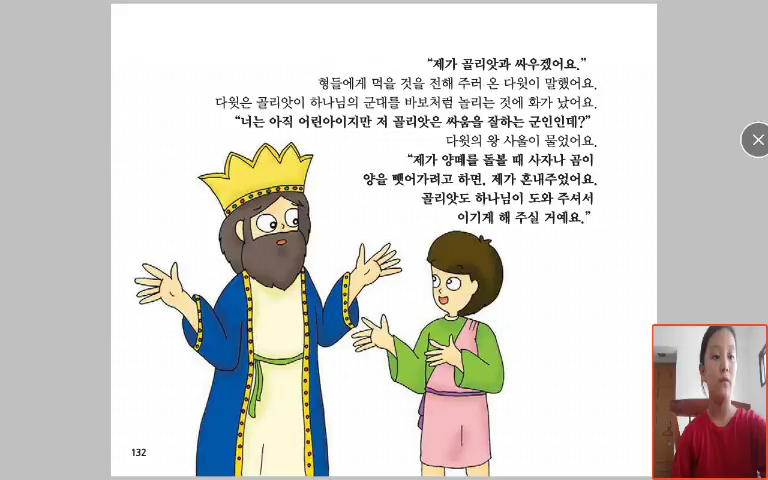 “제가 골리앗과 싸우겠어요.”
형들에게 먹을 것을 전해 주러 온 다윗이 말했어요.
다윗은 골리앗이 하나님의 군대를 바보처럼 놀리는 짓에 화가 났어요.
“너는 아직 어린아이지만 저 골리앗은 싸움을 잘하는 군인인데?”
다윗의 왕 사울이 물었어요.
“제가 양떼를 돌볼 때 사자나 곰이
양을 뺏어가려고 하면, 제가 혼내주었어요.
골리앗도 하나님이 도와 주셔서
이기게 해 주실 거예요.”
132